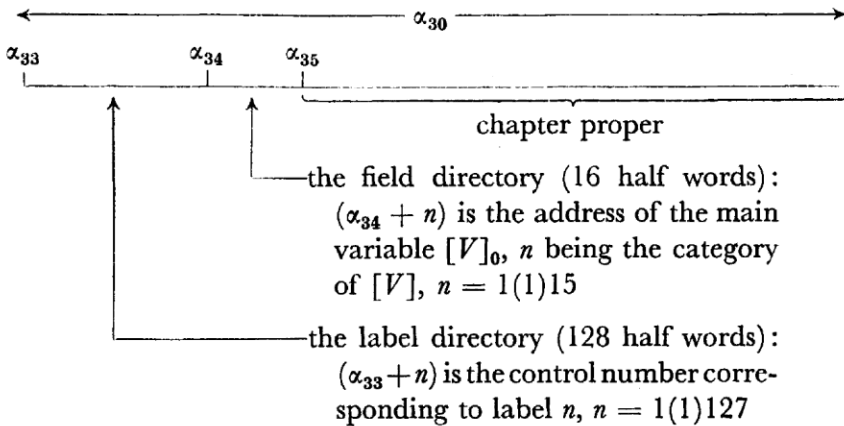 α₃₀
α₃₃ α₃₄ α₃₅
chapter proper
the field directory (16 half words):
(α₃₄ + n) is the address of the main
variable [V]₀, n being the category
of [V], n = 1(1)15
the label directory (128 half words):
(α₃₃+n) is the control number corre-
sponding to label n, n = 1(1)127